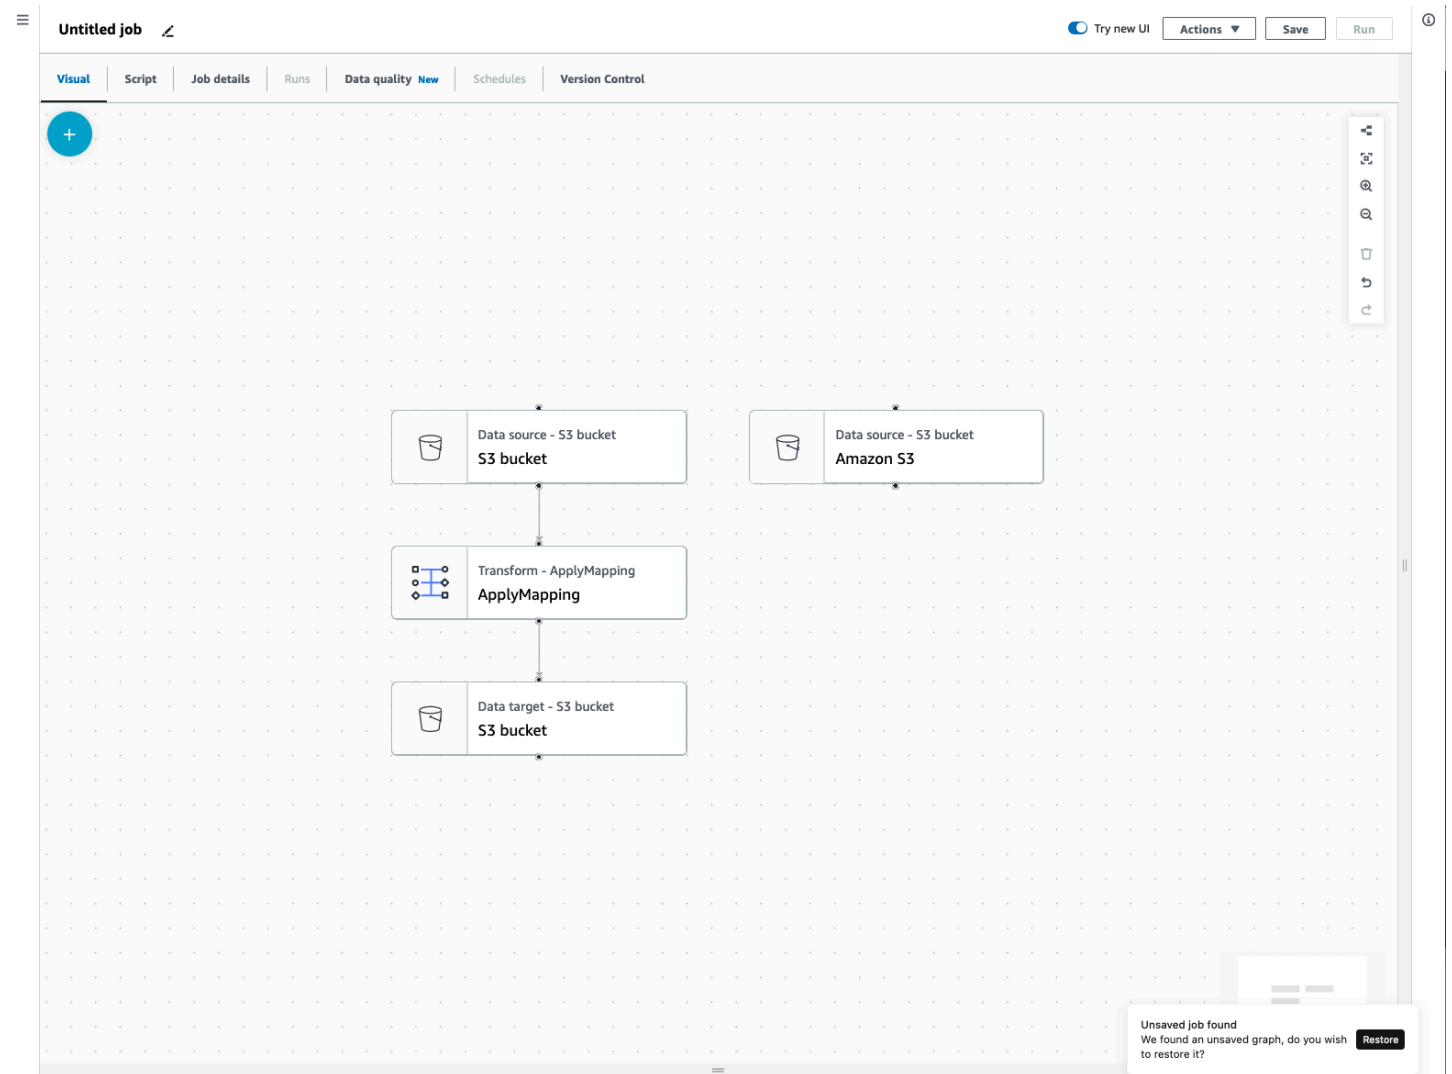 Untitled job
Try new UI
Actions
Save
Run
Visual
Script
Job details
Runs
Data quality New
Schedules
Version Control
Data source - S3 bucket
S3 bucket
Data source - S3 bucket
Amazon S3
Transform - ApplyMapping
ApplyMapping
Data target - S3 bucket
S3 bucket
Unsaved job found
We found an unsaved graph, do you wish
to restore it?
Restore